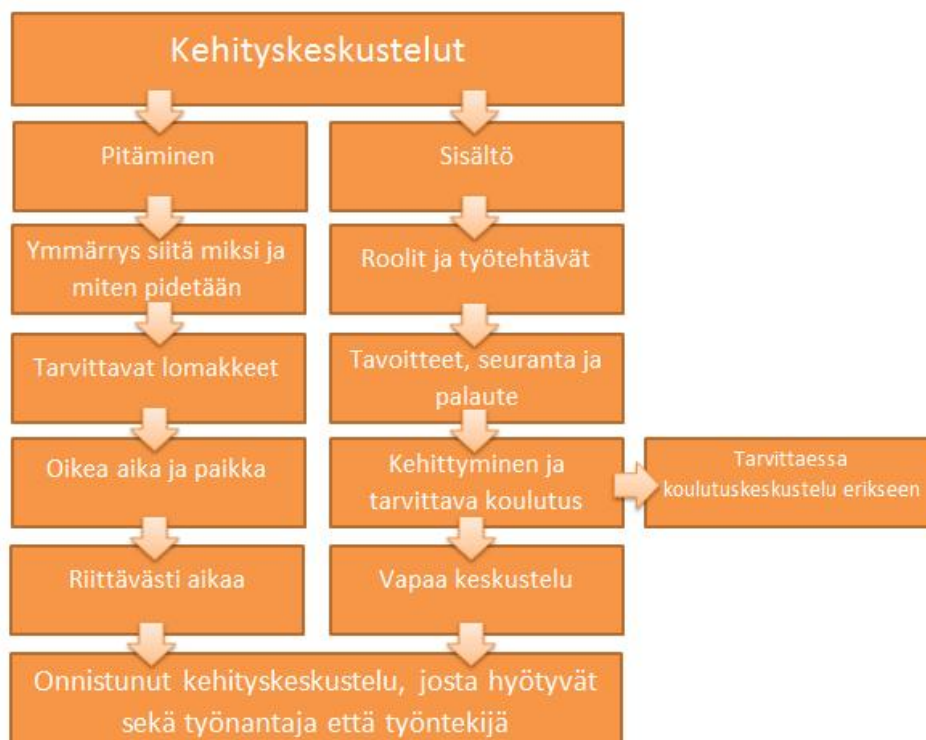 Kehityskeskustelut
Pitäminen
Sisältö
Ymmärrys siitä miksi ja
miten pidetään
Roolit ja työtehtävät
Tarvittavat lomakkeet
Tavoitteet, seuranta ja
palaute
Oikea aika ja paikka
Kehittyminen ja
tarvittava koulutus
Tarvittaessa
koulutuskeskustelu erikseen
Riittävästi aikaa
Vapaa keskustelu
Onnistunut kehityskeskustelu, josta hyötyvät
sekä työnantaja että työntekijä